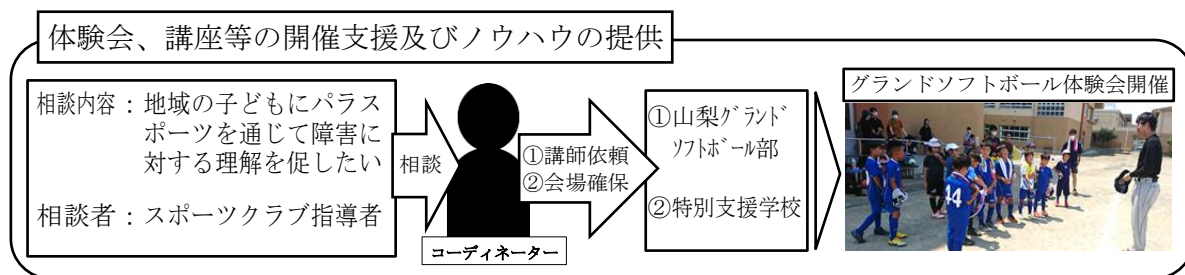 体験会、講座等の開催支援及びノウハウの提供
相談内容：地域の子どもにパラス
ポーツを通じて障害に
対する理解を促したい
相談者：スポーツクラブ指導者
相談
コーディネーター
①講師依頼
②会場確保
①山梨グランド
ソフトボール部
②特別支援学校
グランドソフトボール体験会開催
44